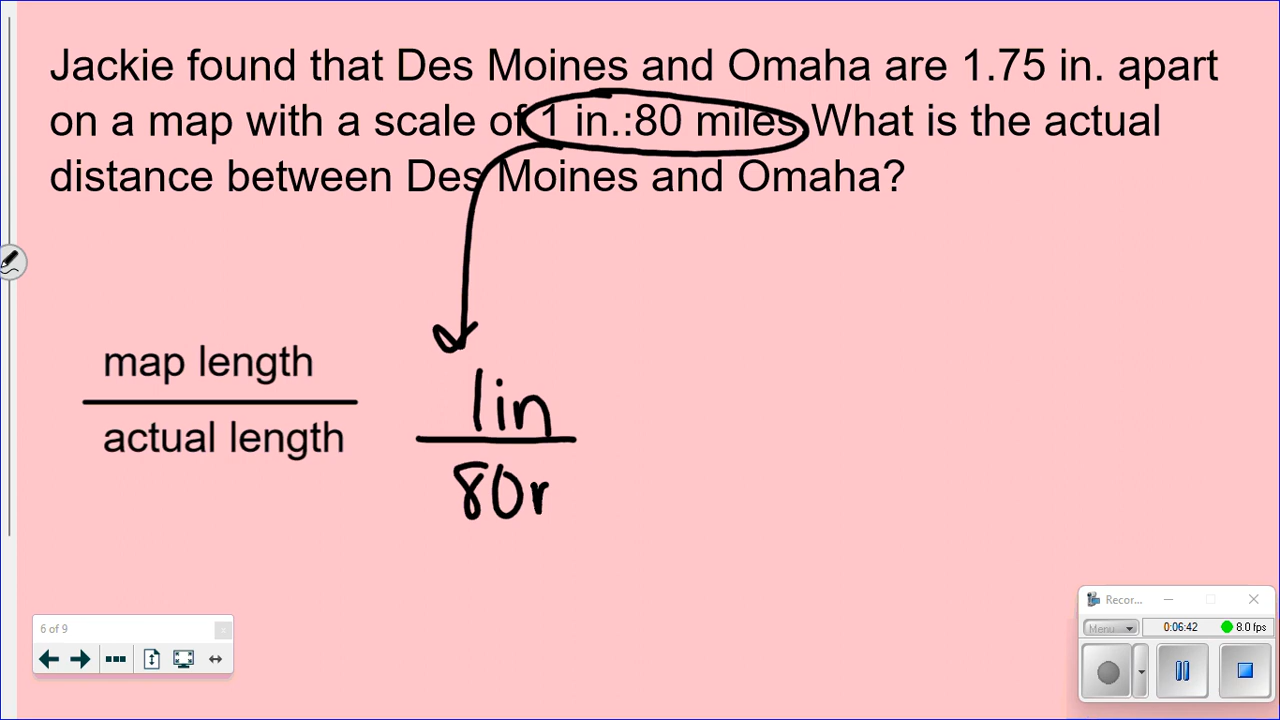 Jackie found that Des Moines and Omaha are 1.75 in. apart
on a map with a scale of 1 in.:80 miles. What is the actual
distance between Des Moines and Omaha?
map length
actual length
1in
80r
6 of 9
Recor...
Menu
0:06:42
8.0 fps